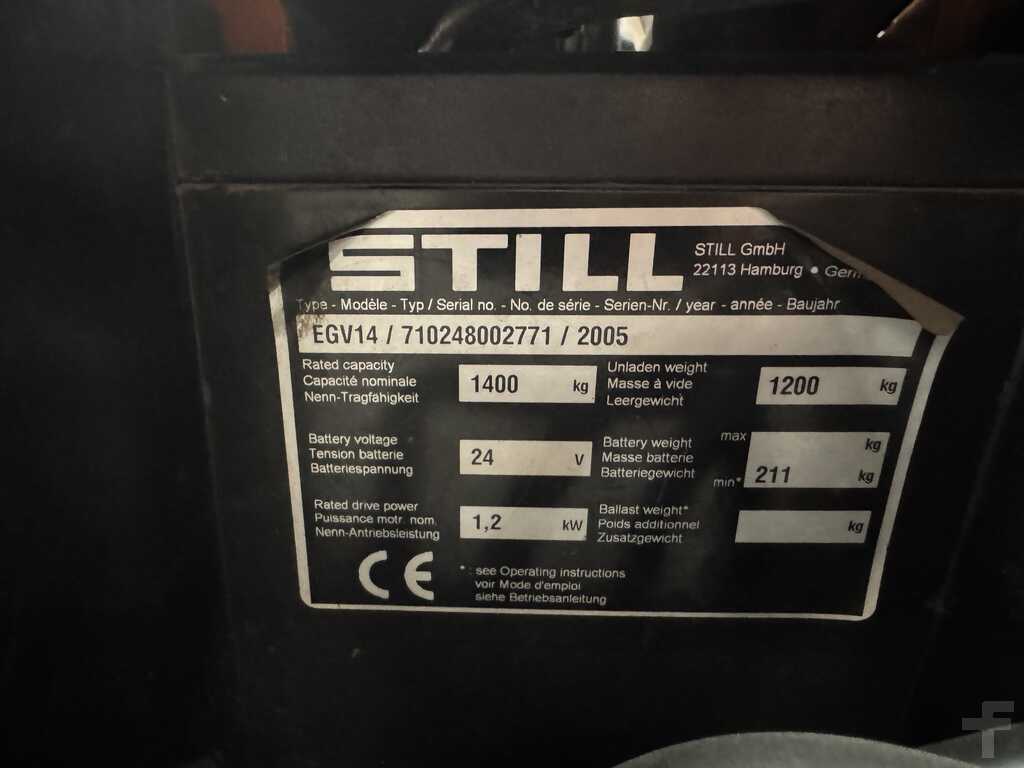 STILL
STILL GmbH
22113 Hamburg • Germ
Type - Modèle - Typ / Serial no. - No. de série - Serien-Nr. / year - année - Baujahr
EGV14 / 710248002771 / 2005
Rated capacity
Capacité nominale
Nenn-Tragfähigkeit
1400 kg
Unladen weight
Masse à vide
Leergewicht
1200 kg
Battery voltage
Tension batterie
Batteriespannung
24 V
Battery weight
Masse batterie
Batteriegewicht
max kg
min* 211 kg
Rated drive power
Puissance motr. nom.
Nenn-Antriebsleistung
1,2 kW
Ballast weight*
Poids additionnel
Zusatzgewicht
kg
CE
* : see Operating instructions
voir Mode d'emploi
siehe Betriebsanleitung